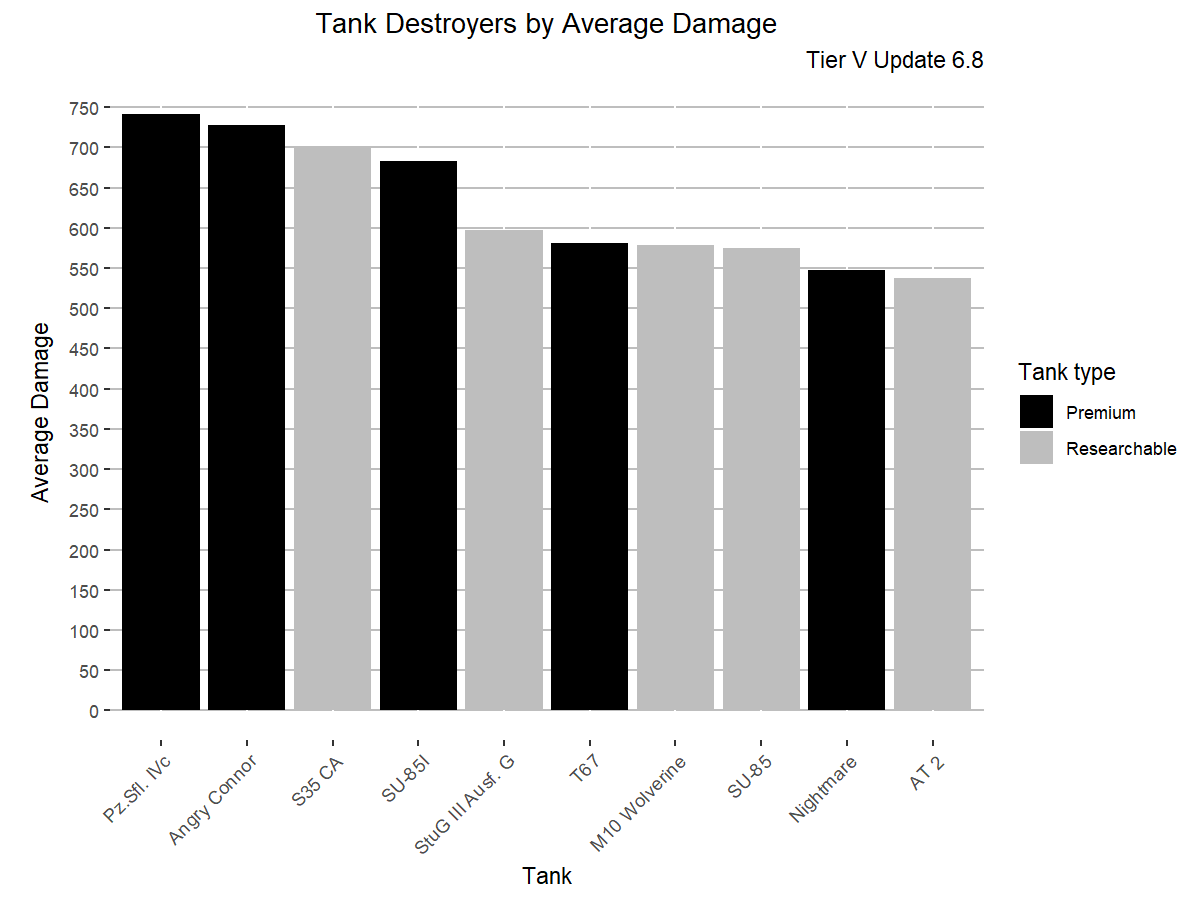 Tank Destroyers by Average Damage
Tier V Update 6.8
750
700
650
600
550
500
450
400
350
300
250
200
150
100
50
0
Average Damage
Pz.Sfl. IVc
Angry Connor
S35 CA
SU-85I
StuG III Ausf. G
T67
M10 Wolverine
SU-85
Nightmare
AT 2
Tank
Tank type
Premium
Researchable